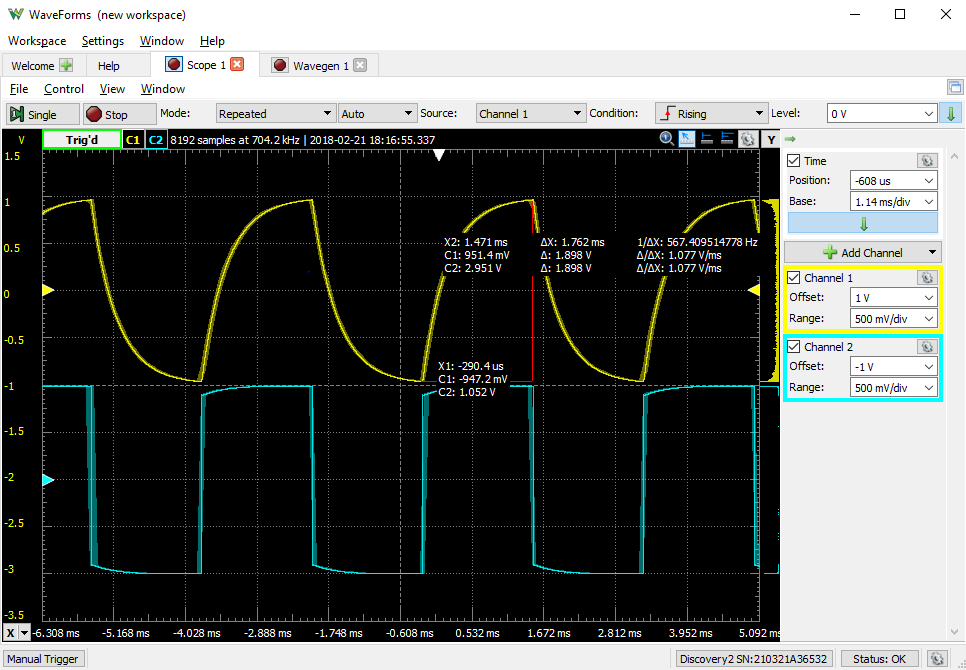 WaveForms (new workspace)
Workspace Settings Window Help
Welcome Help Scope 1 Wavegen 1
File Control View Window
Single Stop Mode: Repeated Auto Source: Channel 1 Condition: Rising Level: 0 V
V Trig'd C1 C2 8192 samples at 704.2 kHz | 2018-02-21 18:16:55.337 Y
1.5
1
0.5
0
-0.5
-1
-1.5
-2
-2.5
-3
-3.5
X2: 1.471 ms ΔX: 1.762 ms 1/ΔX: 567.409514778 Hz
C1: 951.4 mV Δ: 1.898 V Δ/ΔX: 1.077 V/ms
C2: 2.951 V Δ: 1.898 V Δ/ΔX: 1.077 V/ms
X1: -290.4 us
C1: -947.2 mV
C2: 1.052 V
X -6.308 ms -5.168 ms -4.028 ms -2.888 ms -1.748 ms -0.608 ms 0.532 ms 1.672 ms 2.812 ms 3.952 ms 5.092 ms
Time
Position: -608 us
Base: 1.14 ms/div
Add Channel
Channel 1
Offset: 1 V
Range: 500 mV/div
Channel 2
Offset: -1 V
Range: 500 mV/div
Manual Trigger Discovery2 SN:210321A36532 Status: OK